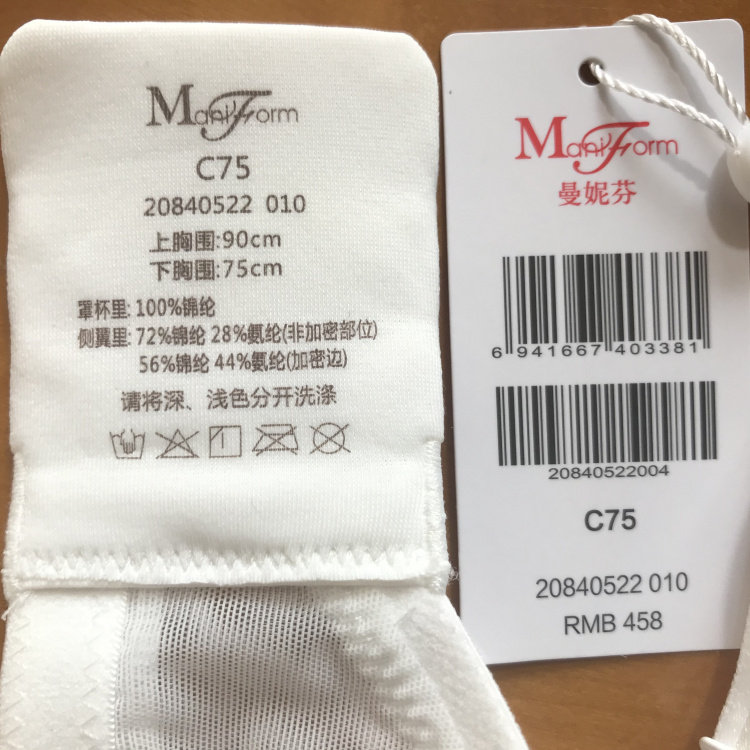 ManiForm
C75
20840522 010
上胸围:90cm
下胸围:75cm
罩杯里: 100%锦纶
侧翼里: 72%锦纶 28%氨纶(非加密部位)
56%锦纶 44%氨纶(加密边)
请将深、浅色分开洗涤
ManiForm
曼妮芬
6 941667 403381
20840522004
C75
20840522 010
RMB 458